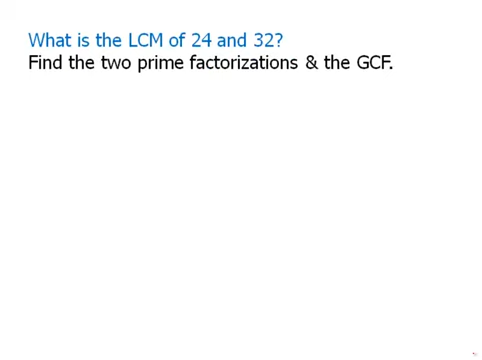 What is the LCM of 24 and 32?
Find the two prime factorizations & the GCF.